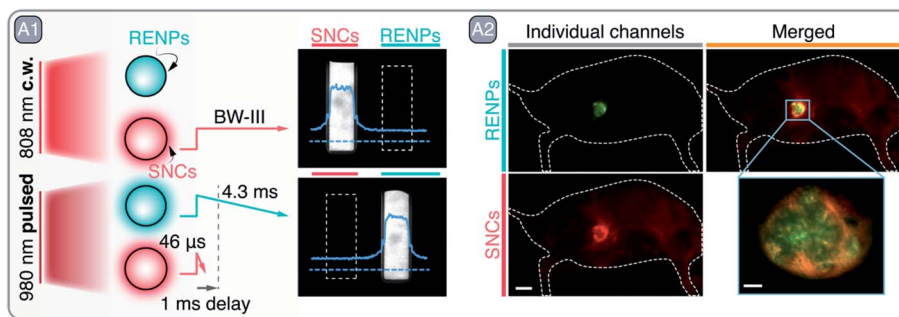 A1
RENPs
808 nm c.w.
BW-III
SNCs
SNCs RENPs
980 nm pulsed
4.3 ms
46 µs
1 ms delay
A2
Individual channels Merged
RENPs
SNCs